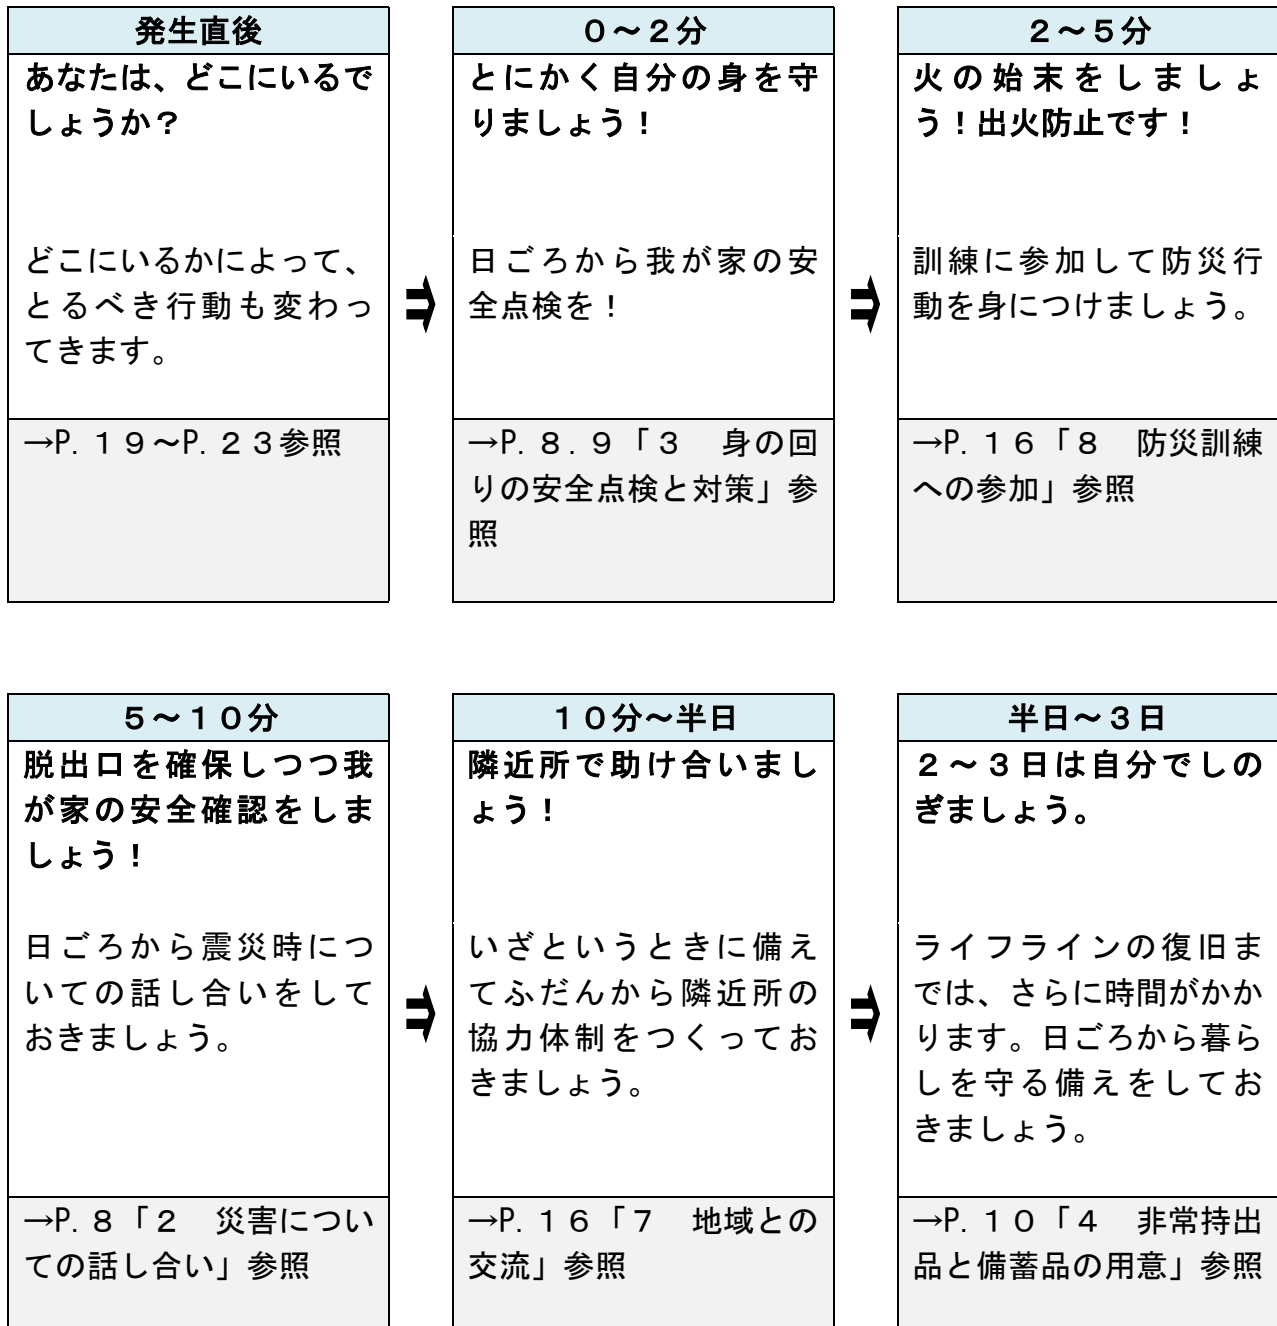 発生直後
あなたは、どこにいるで
しょうか？
どこにいるかによって、
とるべき行動も変わっ
てきます。
→P. １９～P. ２３参照
０～２分
とにかく自分の身を守
りましょう！
日ごろから我が家の安
全点検を！
→P. ８. ９「３　身の回
りの安全点検と対策」参
照
２～５分
火の始末をしましょ
う！出火防止です！
訓練に参加して防災行
動を身につけましょう。
→P. １６「８　防災訓練
への参加」参照
５～１０分
脱出口を確保しつつ我
が家の安全確認をしま
しょう！
日ごろから震災時につ
いての話し合いをして
おきましょう。
→P. ８「２　災害につい
ての話し合い」参照
１０分～半日
隣近所で助け合いまし
ょう！
いざというときに備え
てふだんから隣近所の
協力体制をつくってお
きましょう。
→P. １６「７　地域との
交流」参照
半日～３日
２～３日は自分でしの
ぎましょう。
ライフラインの復旧ま
では、さらに時間がかか
ります。日ごろから暮ら
しを守る備えをしてお
きましょう。
→P. １０「４　非常持出
品と備蓄品の用意」参照